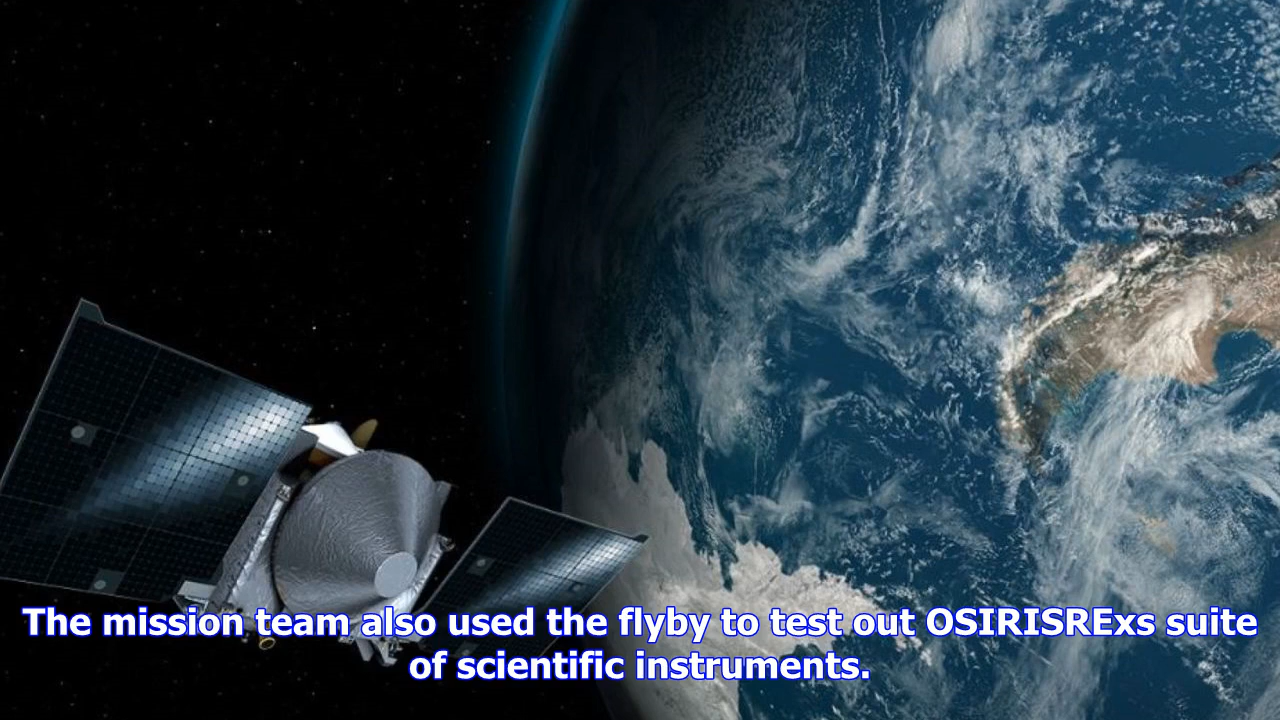 The mission team also used the flyby to test out OSIRISRExs suite
of scientific instruments.